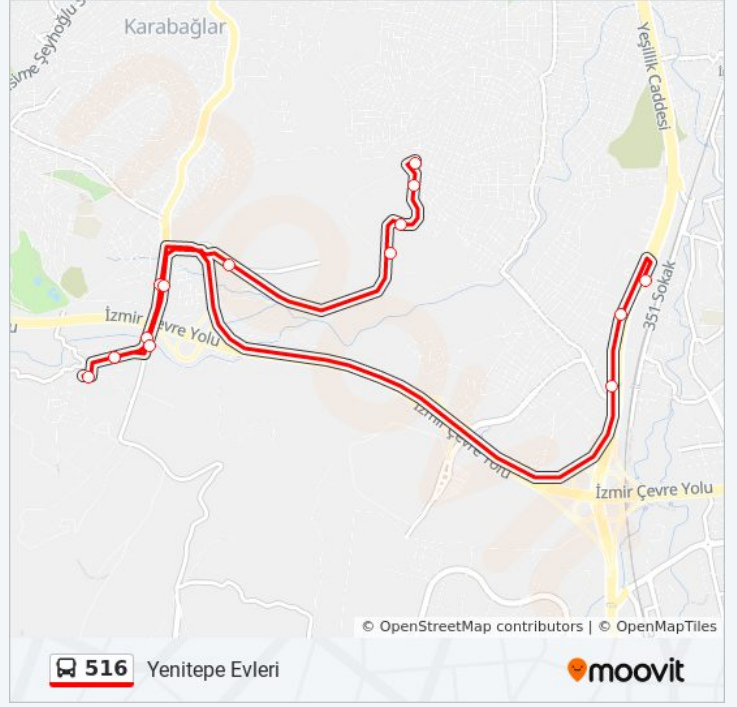 Karabağlar
Yeşillik Caddesi
351 Sokak
İzmir Çevre Yolu
İzmir Çevre Yolu
İzmir Çevre Yolu
© OpenStreetMap contributors | © OpenMapTiles
516 Yenitepe Evleri
moovit